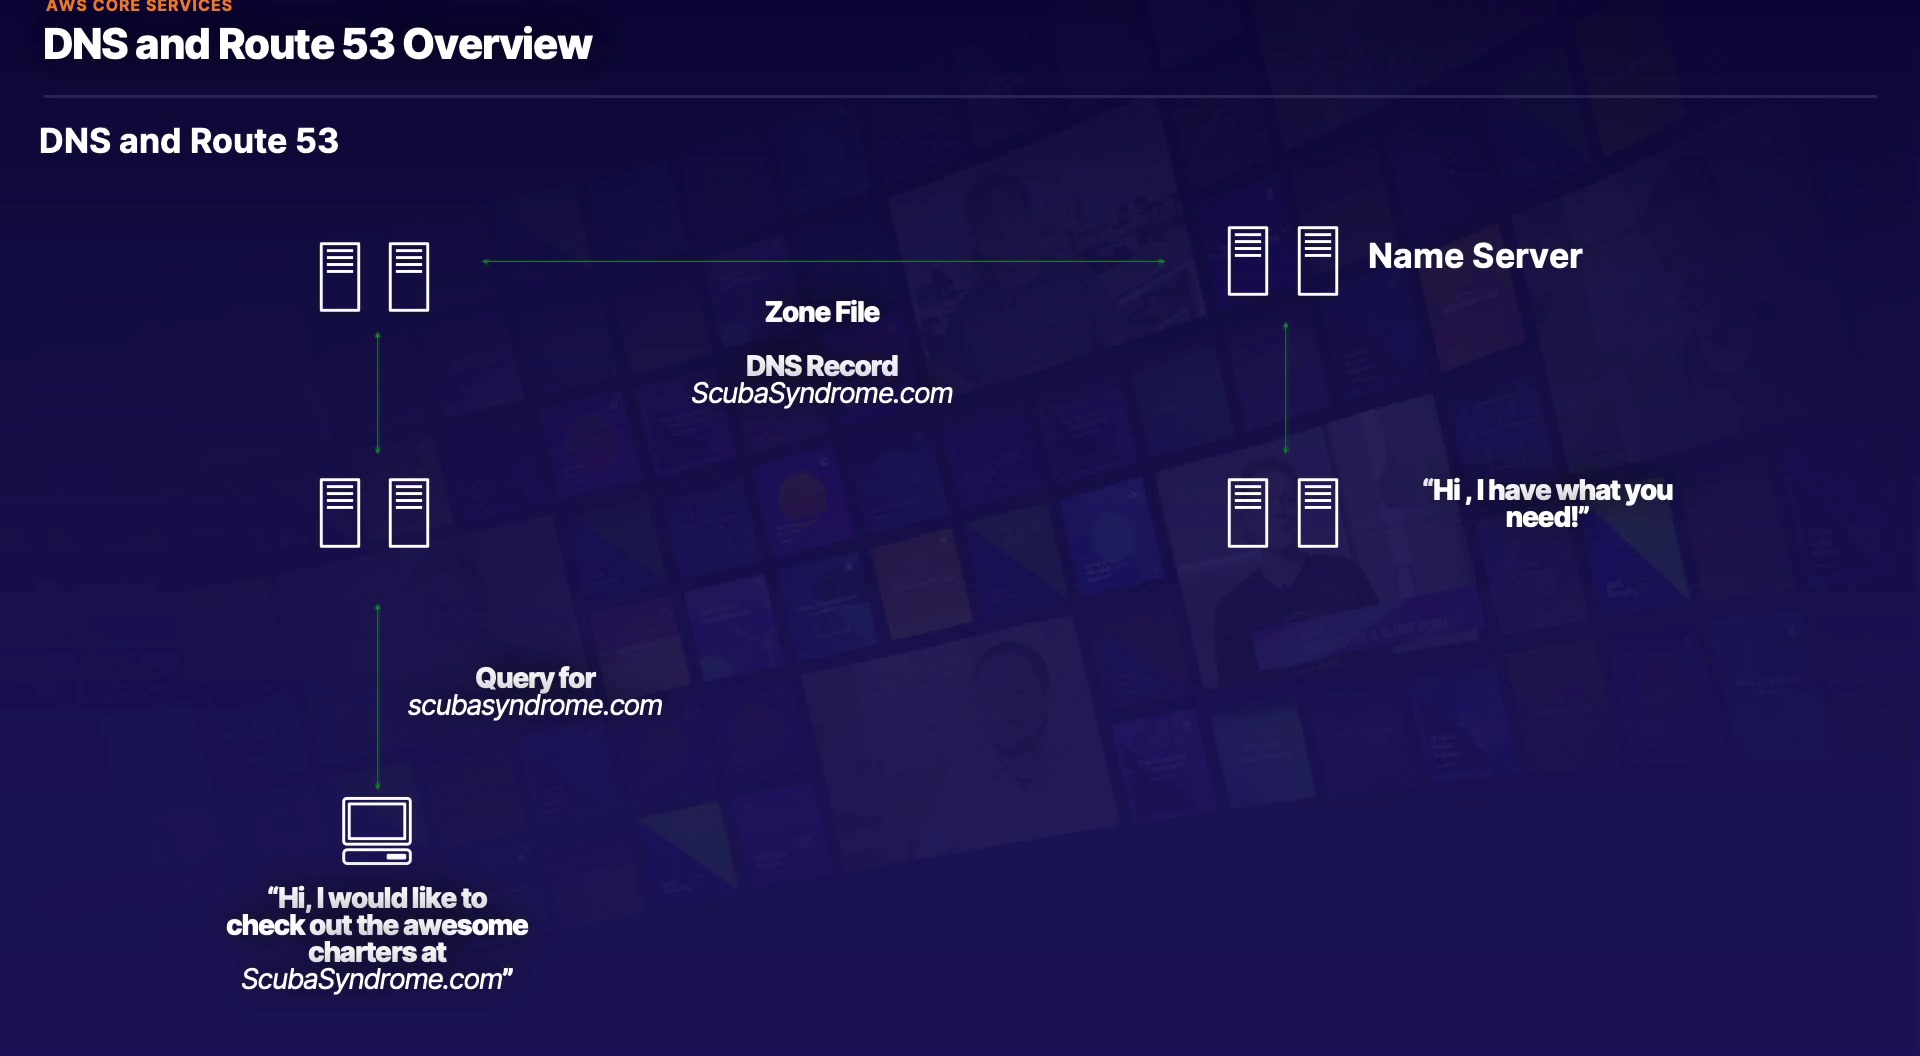 AWS CORE SERVICES
DNS and Route 53 Overview
DNS and Route 53
Name Server
Zone File
DNS Record
ScubaSyndrome.com
“Hi , I have what you
need!”
Query for
scubasyndrome.com
“Hi, I would like to
check out the awesome
charters at
ScubaSyndrome.com”